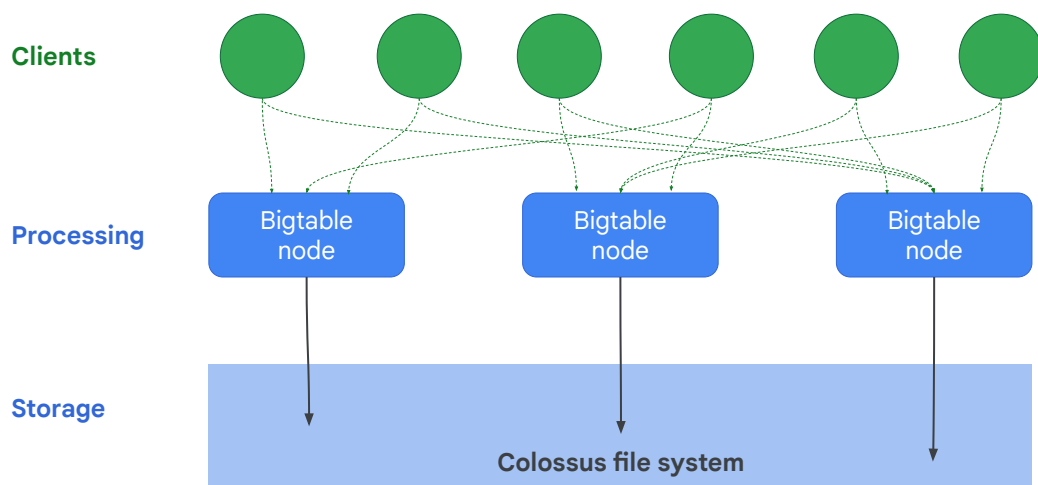 Clients
Processing
Bigtable
node
Bigtable
node
Bigtable
node
Storage
Colossus file system